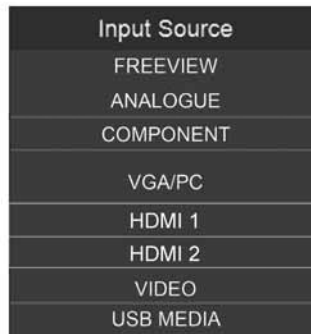 Input Source
FREEVIEW
ANALOGUE
COMPONENT
VGA/PC
HDMI 1
HDMI 2
VIDEO
USB MEDIA